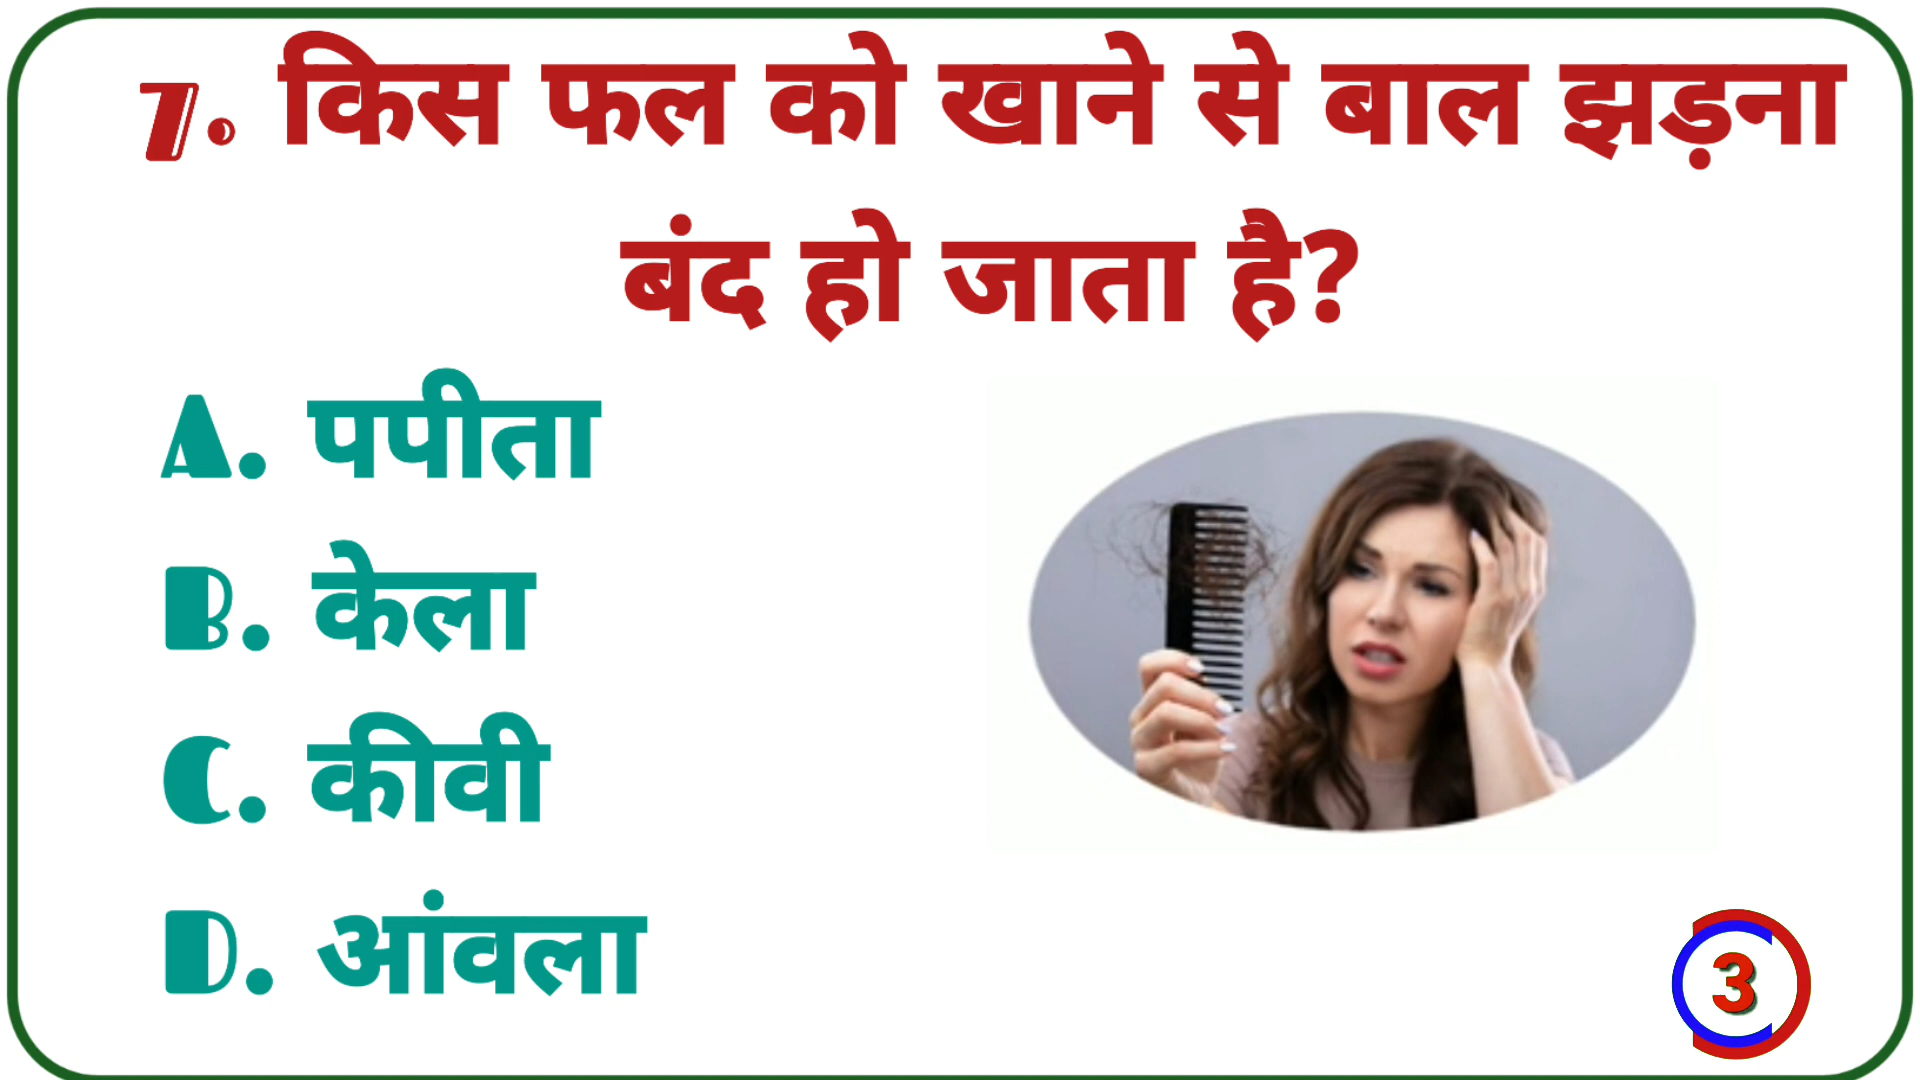 7. किस फल को खाने से बाल झड़ना
बंद हो जाता है?
A. पपीता
B. केला
C. कीवी
D. आंवला
3